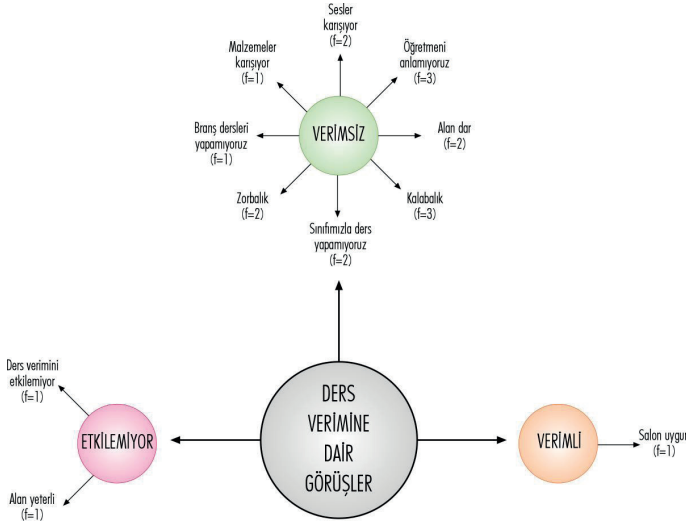 Sesler
karışıyor
(f=2)
Malzemeler
karışıyor
(f=1)
Öğretmeni
anlamıyoruz
(f=3)
Branş dersleri
yapamıyoruz
(f=1)
VERİMSİZ
Alan dar
(f=2)
Zorbalık
(f=2)
Kalabalık
(f=3)
Sınıfımızla ders
yapamıyoruz
(f=2)
Ders verimini
etkilemiyor
(f=1)
ETKİLEMİYOR
Alan yeterli
(f=1)
DERS
VERİMİNE
DAİR
GÖRÜŞLER
VERİMLİ
Salon uygun
(f=1)